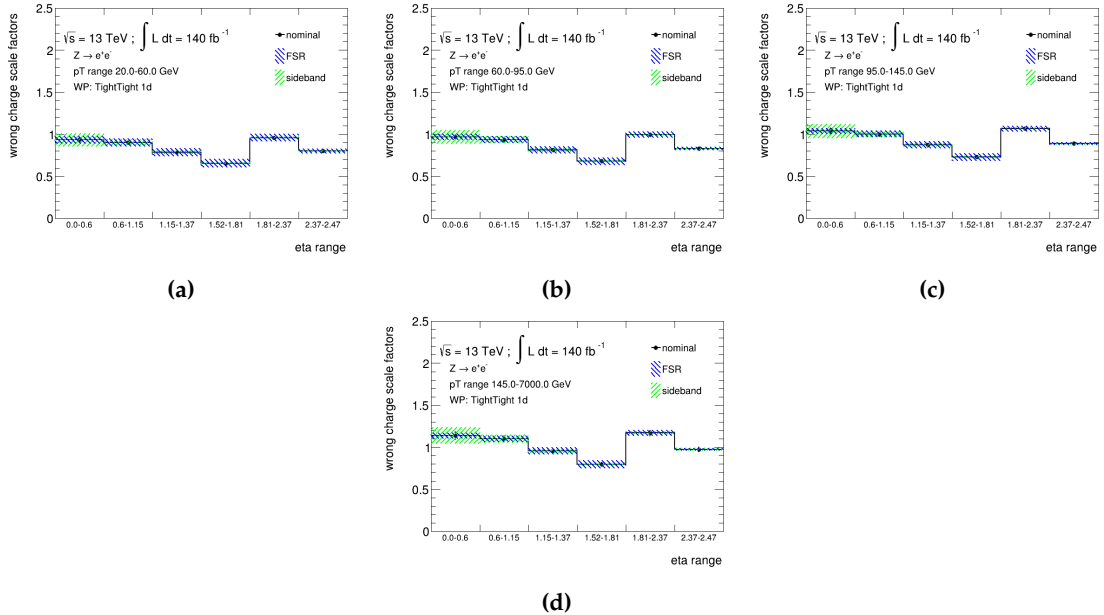 2.5
2
1.5
1
0.5
0
wrong charge scale factors
√s = 13 TeV ; ∫ L dt = 140 fb⁻¹
Z → e⁺e⁻
pT range 20.0-60.0 GeV
WP: TightTight 1d
nominal
FSR
sideband
0.0-0.6 0.6-1.15 1.15-1.37 1.52-1.81 1.81-2.37 2.37-2.47
eta range
(a)
2.5
2
1.5
1
0.5
0
wrong charge scale factors
√s = 13 TeV ; ∫ L dt = 140 fb⁻¹
Z → e⁺e⁻
pT range 60.0-95.0 GeV
WP: TightTight 1d
nominal
FSR
sideband
0.0-0.6 0.6-1.15 1.15-1.37 1.52-1.81 1.81-2.37 2.37-2.47
eta range
(b)
2.5
2
1.5
1
0.5
0
wrong charge scale factors
√s = 13 TeV ; ∫ L dt = 140 fb⁻¹
Z → e⁺e⁻
pT range 95.0-145.0 GeV
WP: TightTight 1d
nominal
FSR
sideband
0.0-0.6 0.6-1.15 1.15-1.37 1.52-1.81 1.81-2.37 2.37-2.47
eta range
(c)
2.5
2
1.5
1
0.5
0
wrong charge scale factors
√s = 13 TeV ; ∫ L dt = 140 fb⁻¹
Z → e⁺e⁻
pT range 145.0-7000.0 GeV
WP: TightTight 1d
nominal
FSR
sideband
0.0-0.6 0.6-1.15 1.15-1.37 1.52-1.81 1.81-2.37 2.37-2.47
eta range
(d)